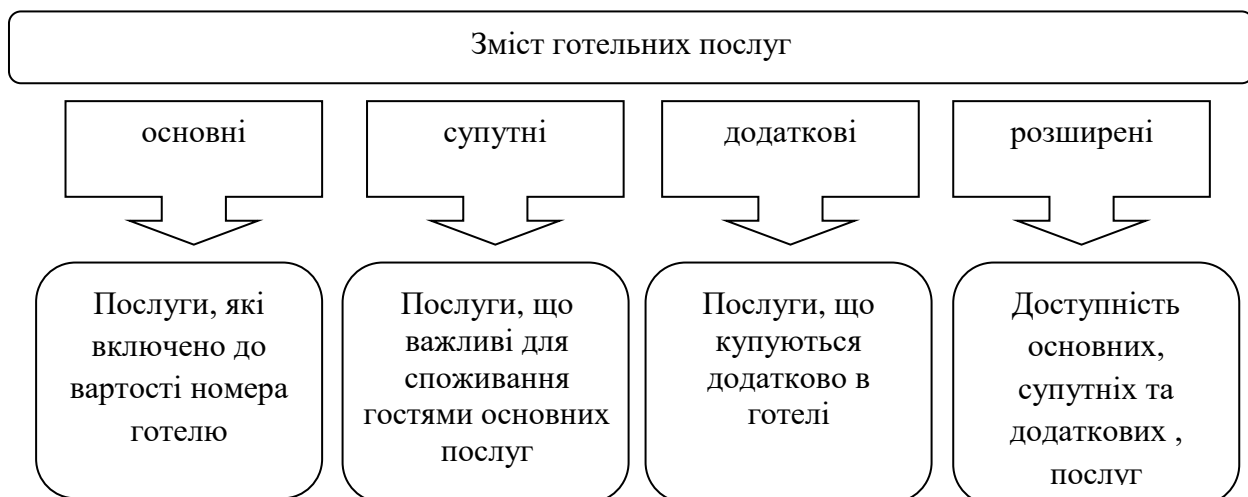 Зміст готельних послуг
основні
супутні
додаткові
розширені
Послуги, які
включено до
вартості номера
готелю
Послуги, що
важливі для
споживання
гостями основних
послуг
Послуги, що
купуються
додатково в
готелі
Доступність
основних,
супутніх та
додаткових ,
послуг